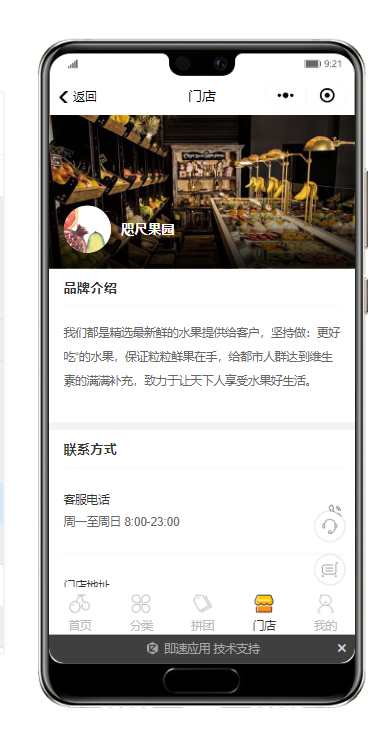 9:21
返回
门店
咫尺果园
品牌介绍
我们都是精选最新鲜的水果提供给客户，坚持做：更好
吃"的水果，保证粒粒鲜果在手，给都市人群达到维生
素的满满补充，致力于让天下人享受水果好生活。
联系方式
客服电话
周一至周日 8:00-23:00
门店地址
首页
分类
拼团
门店
我的
即速应用 技术支持